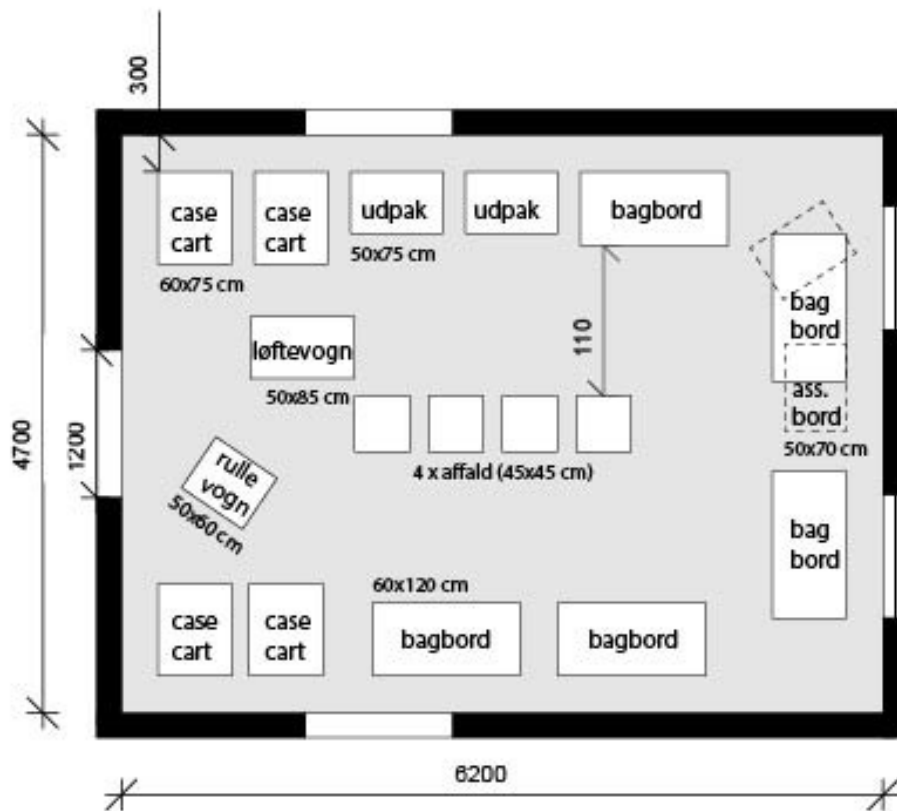 300
case
cart
case
cart
udpak
udpak
bagbord
60x75 cm
50x75 cm
bag
bord
løftevogn
50x85 cm
110
ass.
bord
50x70 cm
4700
1200
rulle
vogn
50x60 cm
4 x affald (45x45 cm)
bag
bord
60x120 cm
case
cart
case
cart
bagbord
bagbord
6200